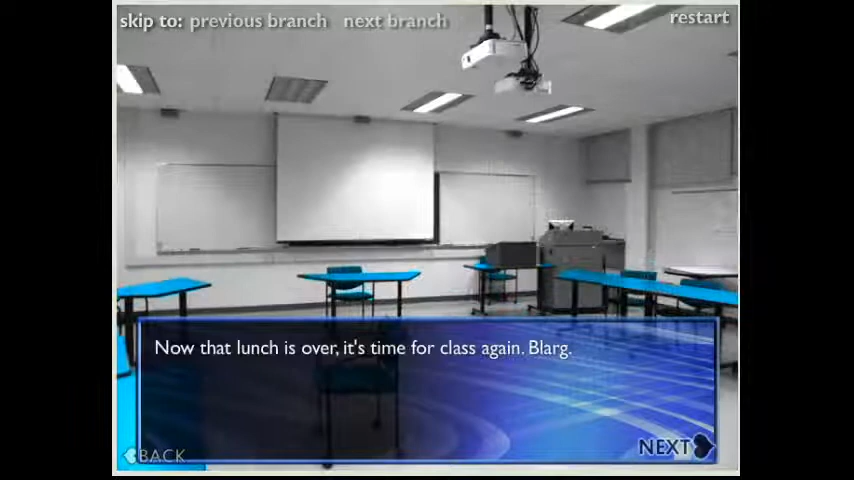 skip to: previous branch next branch
restart
Now that lunch is over, it's time for class again. Blarg.
BACK
NEXT